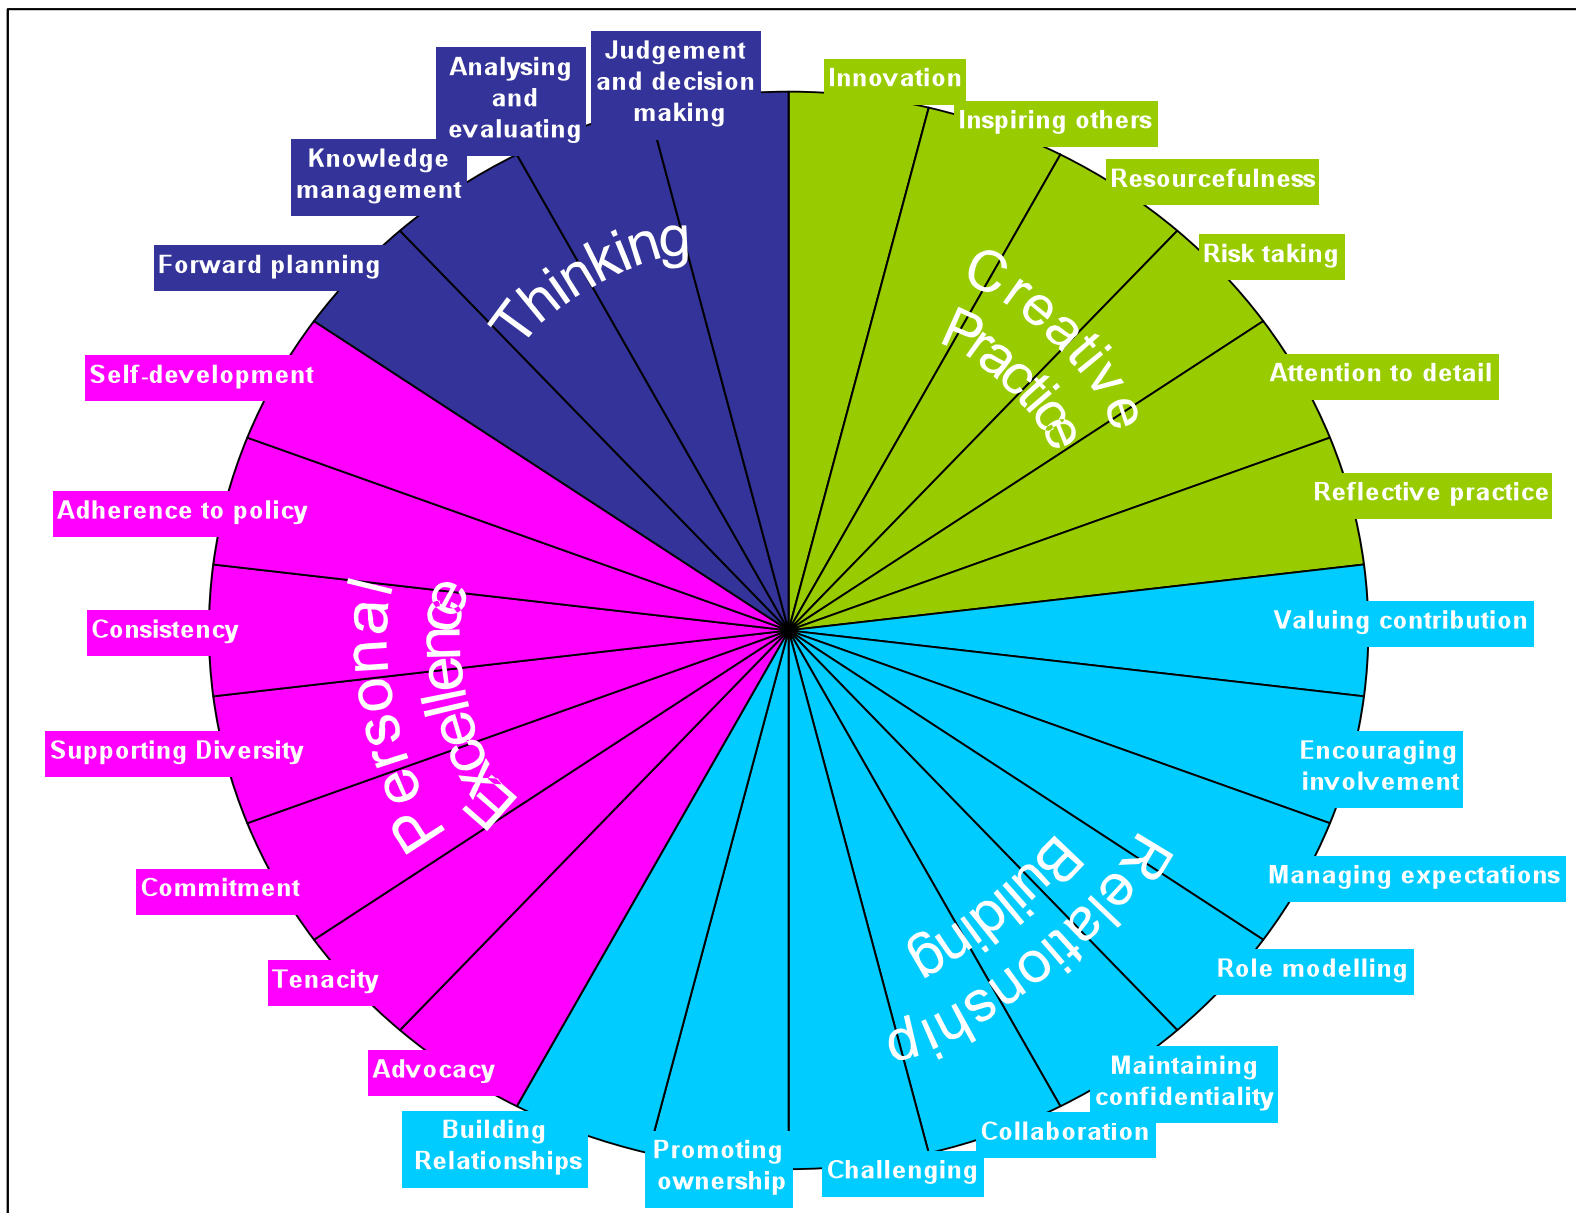 Judgement
and decision
making
Analysing
and
evaluating
Knowledge
management
Forward planning
Thinking
Innovation
Inspiring others
Resourcefulness
Risk taking
Attention to detail
Reflective practice
Creative
Practice
Valuing contribution
Encouraging
involvement
Managing expectations
Role modelling
Maintaining
confidentiality
Collaboration
Challenging
Promoting
ownership
Building
Relationships
Relationship
Building
Advocacy
Tenacity
Commitment
Supporting Diversity
Consistency
Adherence to policy
Self-development
Personal
Excellence